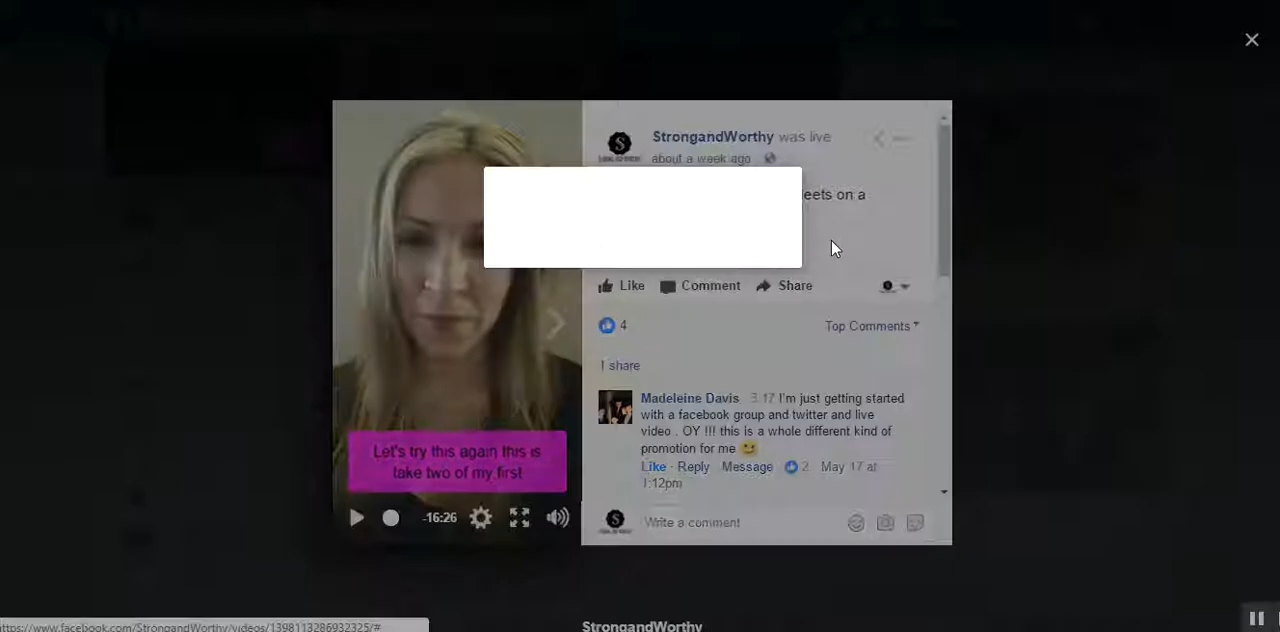 StrongandWorthy was live
about a week ago
eets on a
Like Comment Share
4
Top Comments
1 share
Madeleine Davis 3:17 I'm just getting started
with a facebook group and twitter and live
video . OY !!! this is a whole different kind of
promotion for me
Like · Reply · Message · 2 · May 17 at
1:12pm
Let's try this again this is
take two of my first
-16:26
Write a comment
StrongandWorthy
https://www.facebook.com/StrongandWorthy/videos/1398113286932325/#